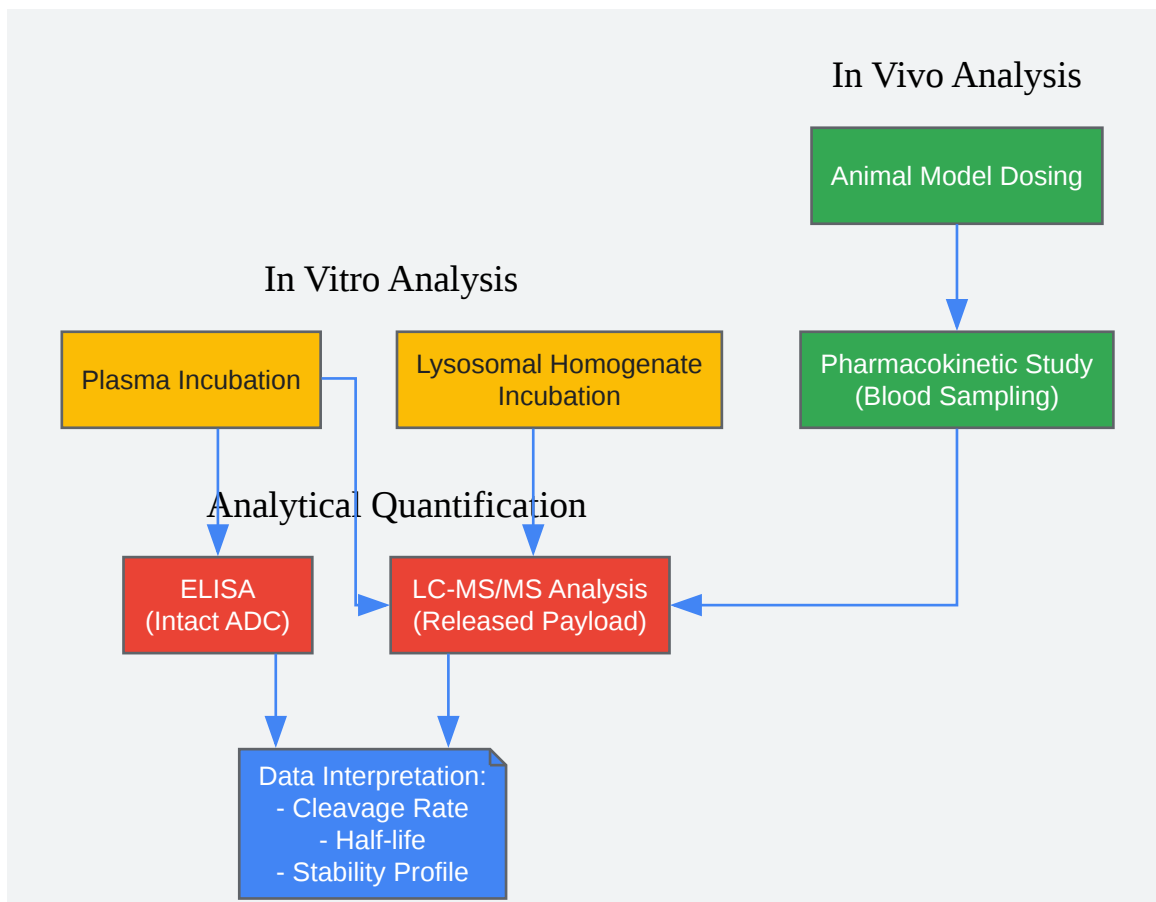 In Vivo Analysis
Animal Model Dosing
In Vitro Analysis
Plasma Incubation
Lysosomal Homogenate
Incubation
Pharmacokinetic Study
(Blood Sampling)
Analytical Quantification
ELISA
(Intact ADC)
LC-MS/MS Analysis
(Released Payload)
Data Interpretation:
- Cleavage Rate
- Half-life
- Stability Profile